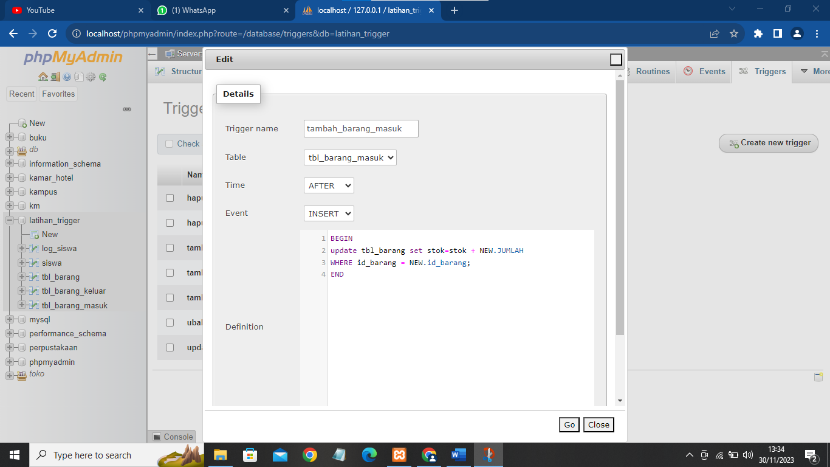 YouTube
(1) WhatsApp
localhost / 127.0.0.1 / latihan_tri
localhost/phpmyadmin/index.php?route=/database/triggers&db=latihan_trigger
phpMyAdmin
Recent Favorites
New
buku
db
information_schema
kamar_hotel
kampus
km
latihan_trigger
New
log_siswa
siswa
tbl_barang
tbl_barang_keluar
tbl_barang_masuk
mysql
performance_schema
perpustakaan
phpmyadmin
toko
Server
Structur
Routines
Events
Triggers
More
Trigge
Check
Create new trigger
Nam
hap
hap
tam
tam
tam
uba
upd
Edit
Details
Trigger name tambah_barang_masuk
Table tbl_barang_masuk
Time AFTER
Event INSERT
Definition
1 BEGIN
2 update tbl_barang set stok=stok + NEW.JUMLAH
3 WHERE id_barang = NEW.id_barang;
4 END
Go Close
Console
Type here to search
13:34
30/11/2023
2